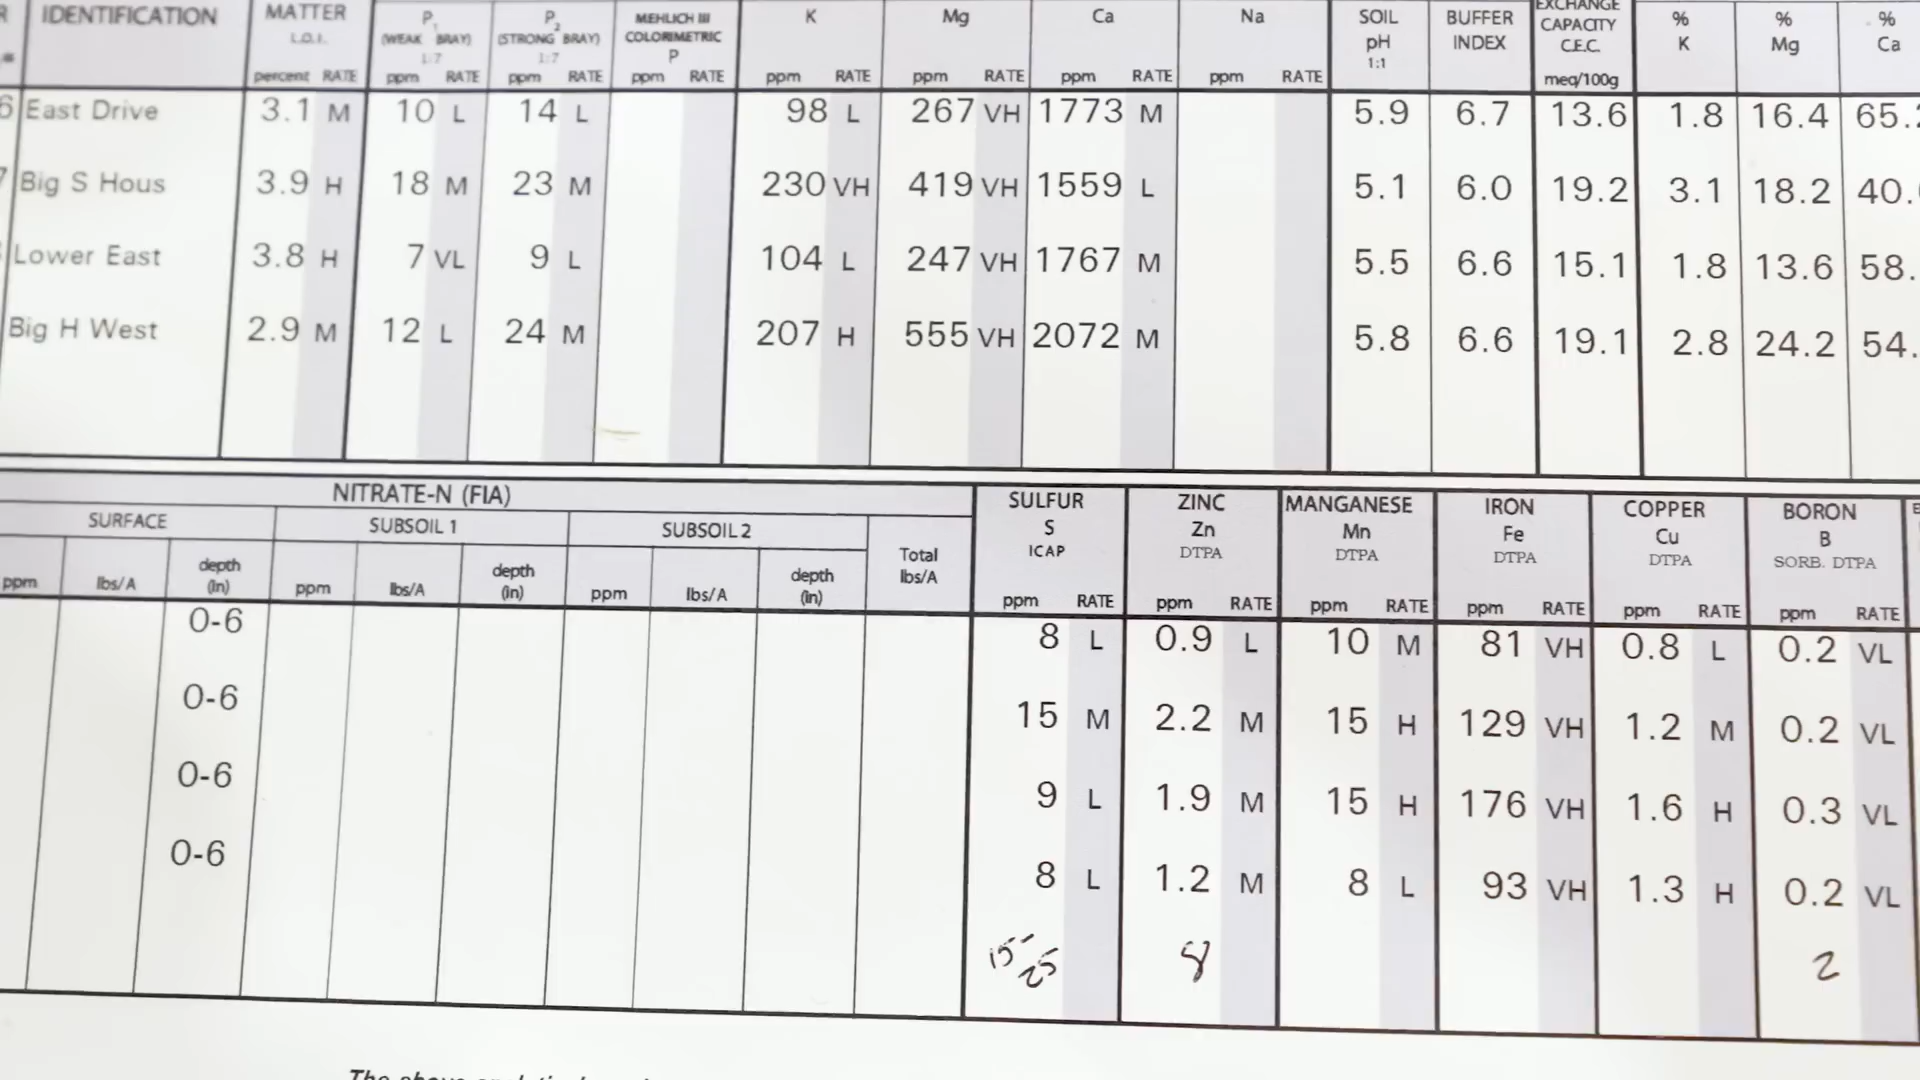 IDENTIFICATION MATTER L.O.I. percent RATE P1 (WEAK BRAY) 1:7 ppm RATE P2 (STRONG BRAY) 1:7 ppm RATE MEHLICH III COLORIMETRIC P ppm RATE K ppm RATE Mg ppm RATE Ca ppm RATE Na ppm RATE SOIL pH 1:1 BUFFER INDEX EXCHANGE CAPACITY C.E.C. meq/100g % K % Mg % Ca
6 East Drive 3.1 M 10 L 14 L 98 L 267 VH 1773 M 5.9 6.7 13.6 1.8 16.4 65.
7 Big S Hous 3.9 H 18 M 23 M 230 VH 419 VH 1559 L 5.1 6.0 19.2 3.1 18.2 40.
Lower East 3.8 H 7 VL 9 L 104 L 247 VH 1767 M 5.5 6.6 15.1 1.8 13.6 58.
Big H West 2.9 M 12 L 24 M 207 H 555 VH 2072 M 5.8 6.6 19.1 2.8 24.2 54.
NITRATE-N (FIA)
SURFACE SUBSOIL 1 SUBSOIL 2 Total lbs/A
ppm lbs/A depth (in) ppm lbs/A depth (in) ppm lbs/A depth (in)
SULFUR S ICAP ppm RATE ZINC Zn DTPA ppm RATE MANGANESE Mn DTPA ppm RATE IRON Fe DTPA ppm RATE COPPER Cu DTPA ppm RATE BORON B SORB. DTPA ppm RATE
0-6 8 L 0.9 L 10 M 81 VH 0.8 L 0.2 VL
0-6 15 M 2.2 M 15 H 129 VH 1.2 M 0.2 VL
0-6 9 L 1.9 M 15 H 176 VH 1.6 H 0.3 VL
0-6 8 L 1.2 M 8 L 93 VH 1.3 H 0.2 VL
15-25 8 2
The above